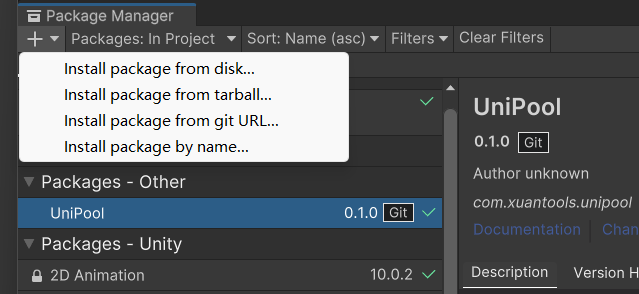 Package Manager
Packages: In Project
Sort: Name (asc)
Filters
Clear Filters
Install package from disk...
Install package from tarball...
Install package from git URL...
Install package by name...
Packages - Other
UniPool 0.1.0 Git
Packages - Unity
2D Animation 10.0.2
UniPool
0.1.0 Git
Author unknown
com.xuantools.unipool
Documentation Chan
Description Version H